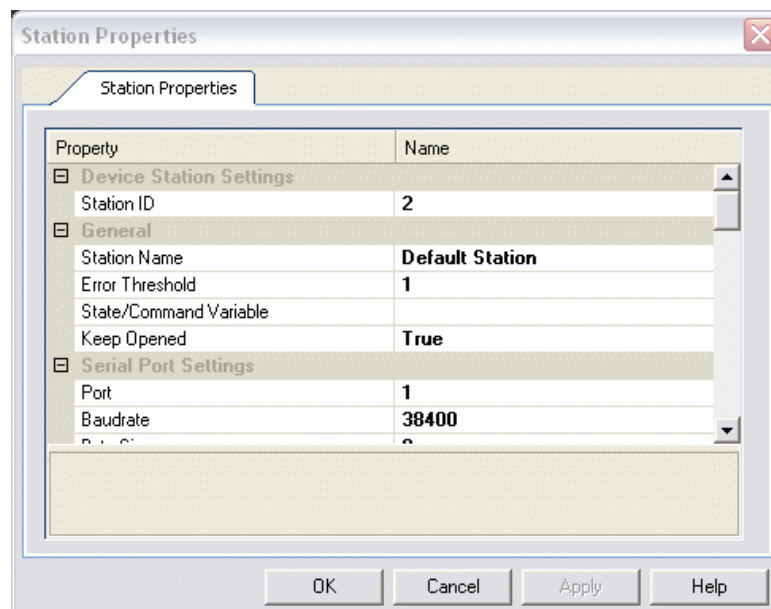 Station Properties
Station Properties
Property Name
Device Station Settings
Station ID 2
General
Station Name Default Station
Error Threshold 1
State/Command Variable
Keep Opened True
Serial Port Settings
Port 1
Baudrate 38400
OK Cancel Apply Help